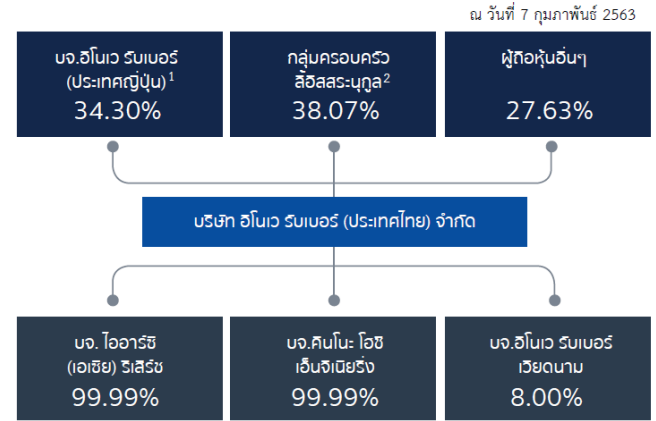 ณ วันที่ 7 กุมภาพันธ์ 2563
บจ.อีโนเว รับเบอร์
(ประเทศญี่ปุ่น)1
34.30%
กลุ่มครอบครัว
ลี้อิสสระนุกูล2
38.07%
ผู้ถือหุ้นอื่นๆ
27.63%
บริษัท อีโนเว รับเบอร์ (ประเทศไทย) จำกัด
บจ. ไออาร์ซี
(เอเซีย) รีเสิร์ช
99.99%
บจ.คินโนะ โฮชิ
เอ็นจิเนียริ่ง
99.99%
บจ.อีโนเว รับเบอร์
เวียดนาม
8.00%